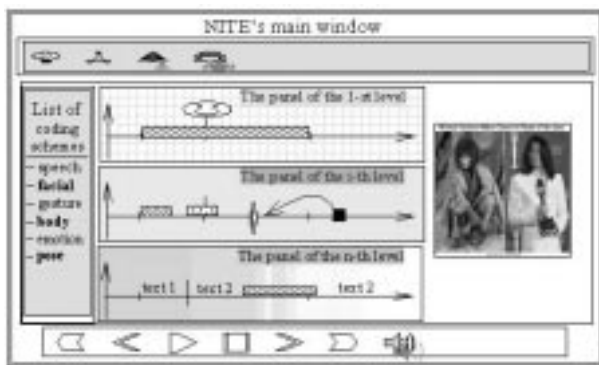 NITE's main window
List of
coding
schemes
– speech
– facial
– gesture
– body
– emotion
– pose
The panel of the 1-st level
The panel of the i-th level
The panel of the n-th level
text 1 text 2 text 2